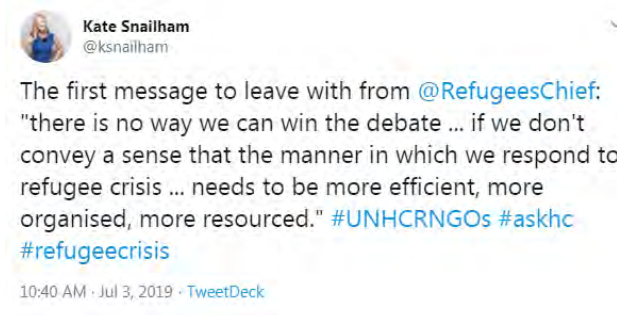 Kate Snailham
@ksnailham
The first message to leave with from @RefugeesChief:
"there is no way we can win the debate ... if we don't
convey a sense that the manner in which we respond to
refugee crisis ... needs to be more efficient, more
organised, more resourced." #UNHCRNGOs #askhc
#refugeecrisis
10:40 AM · Jul 3, 2019 · TweetDeck